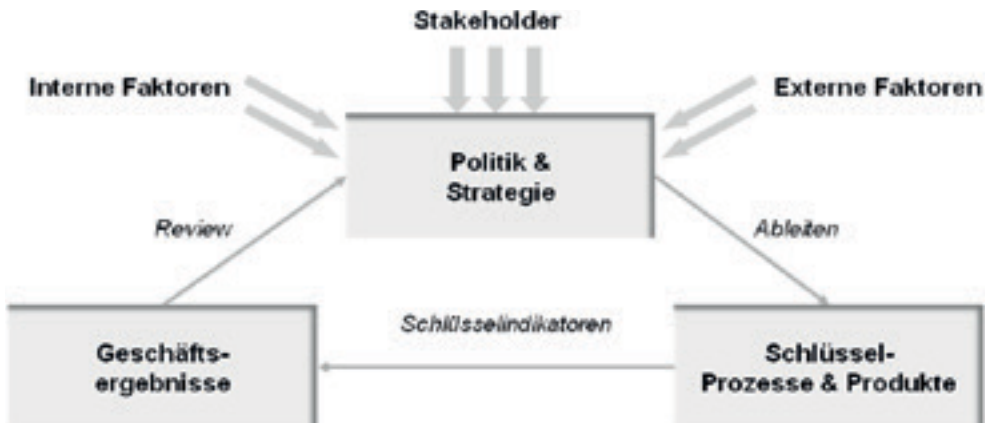 Stakeholder
Interne Faktoren
Externe Faktoren
Politik &
Strategie
Review
Ableiten
Schlüsselindikatoren
Geschäfts-
ergebnisse
Schlüssel-
Prozesse & Produkte